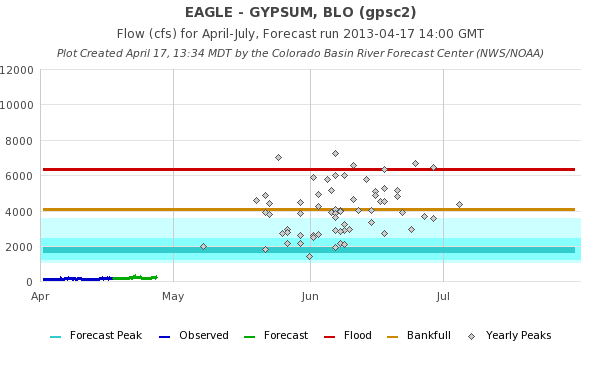 EAGLE - GYPSUM, BLO (gpsc2)
Flow (cfs) for April-July, Forecast run 2013-04-17 14:00 GMT
Plot Created April 17, 13:34 MDT by the Colorado Basin River Forecast Center (NWS/NOAA)
12000
10000
8000
6000
4000
2000
0
Apr May Jun Jul
Forecast Peak Observed Forecast Flood Bankfull Yearly Peaks